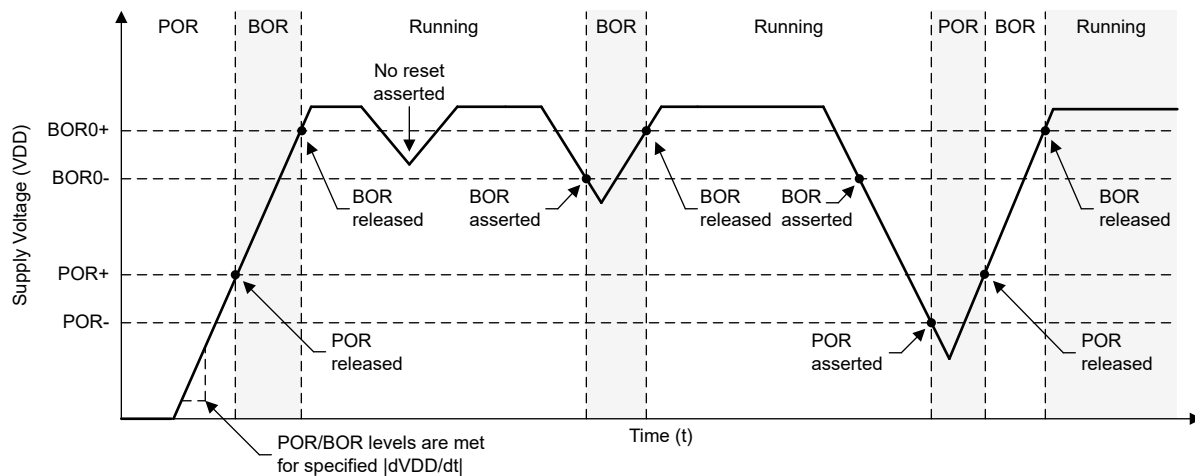 POR
BOR
Running
BOR
Running
POR
BOR
Running
No reset
asserted
BOR0+
BOR0-
POR+
POR-
Supply Voltage (VDD)
BOR
released
BOR
asserted
BOR
released
BOR
asserted
BOR
released
POR
released
POR
asserted
POR
released
POR/BOR levels are met
for specified |dVDD/dt|
Time (t)